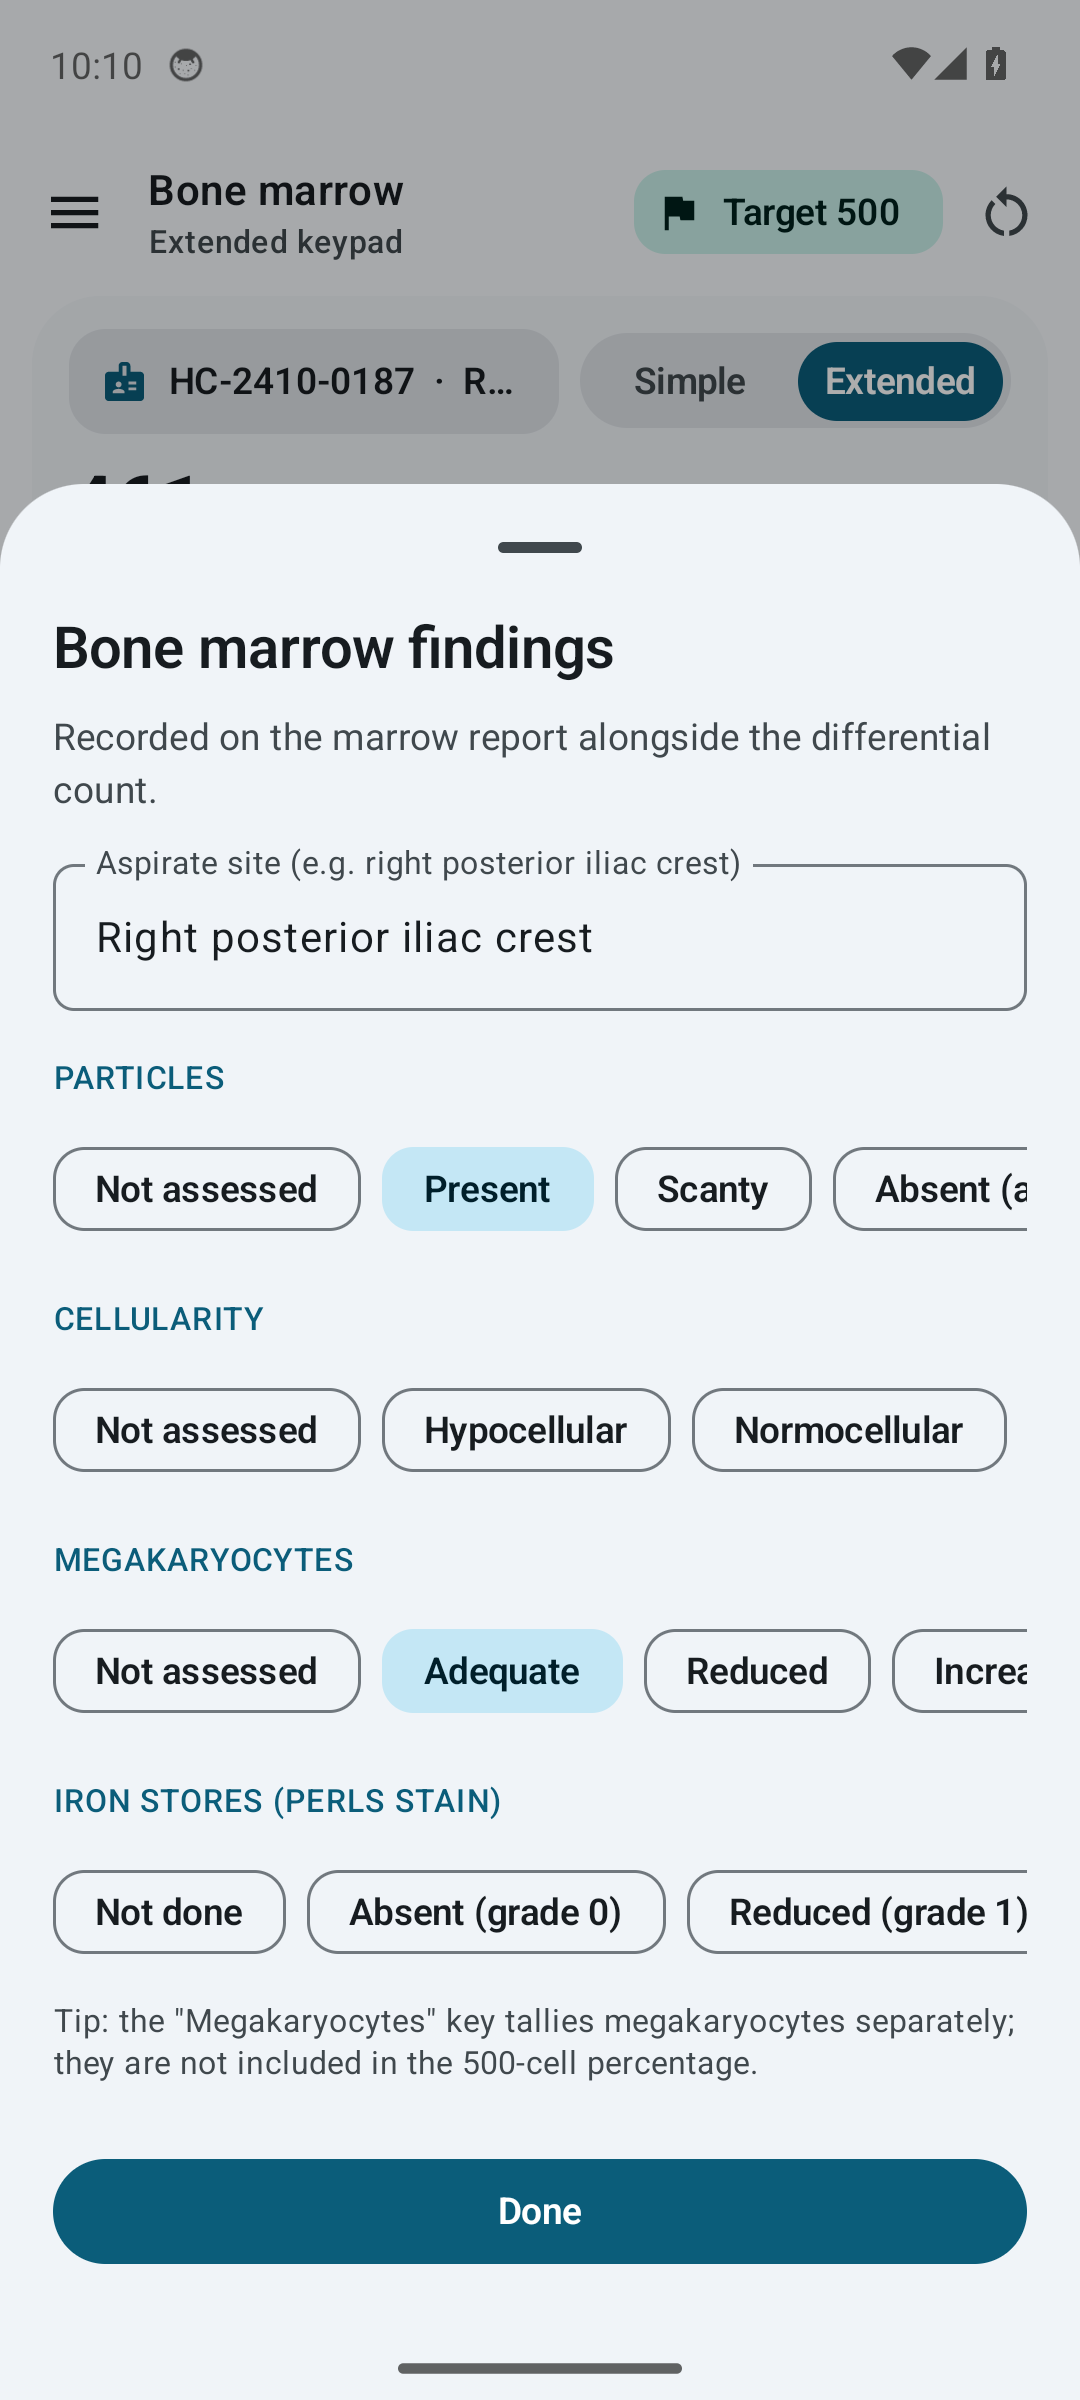 10:10
Bone marrow
Extended keypad
Target 500
HC-2410-0187 · R…
Simple
Extended
Bone marrow findings
Recorded on the marrow report alongside the differential
count.
Aspirate site (e.g. right posterior iliac crest)
Right posterior iliac crest
PARTICLES
Not assessed
Present
Scanty
Absent (a
CELLULARITY
Not assessed
Hypocellular
Normocellular
MEGAKARYOCYTES
Not assessed
Adequate
Reduced
Increa
IRON STORES (PERLS STAIN)
Not done
Absent (grade 0)
Reduced (grade 1)
Tip: the "Megakaryocytes" key tallies megakaryocytes separately;
they are not included in the 500-cell percentage.
Done